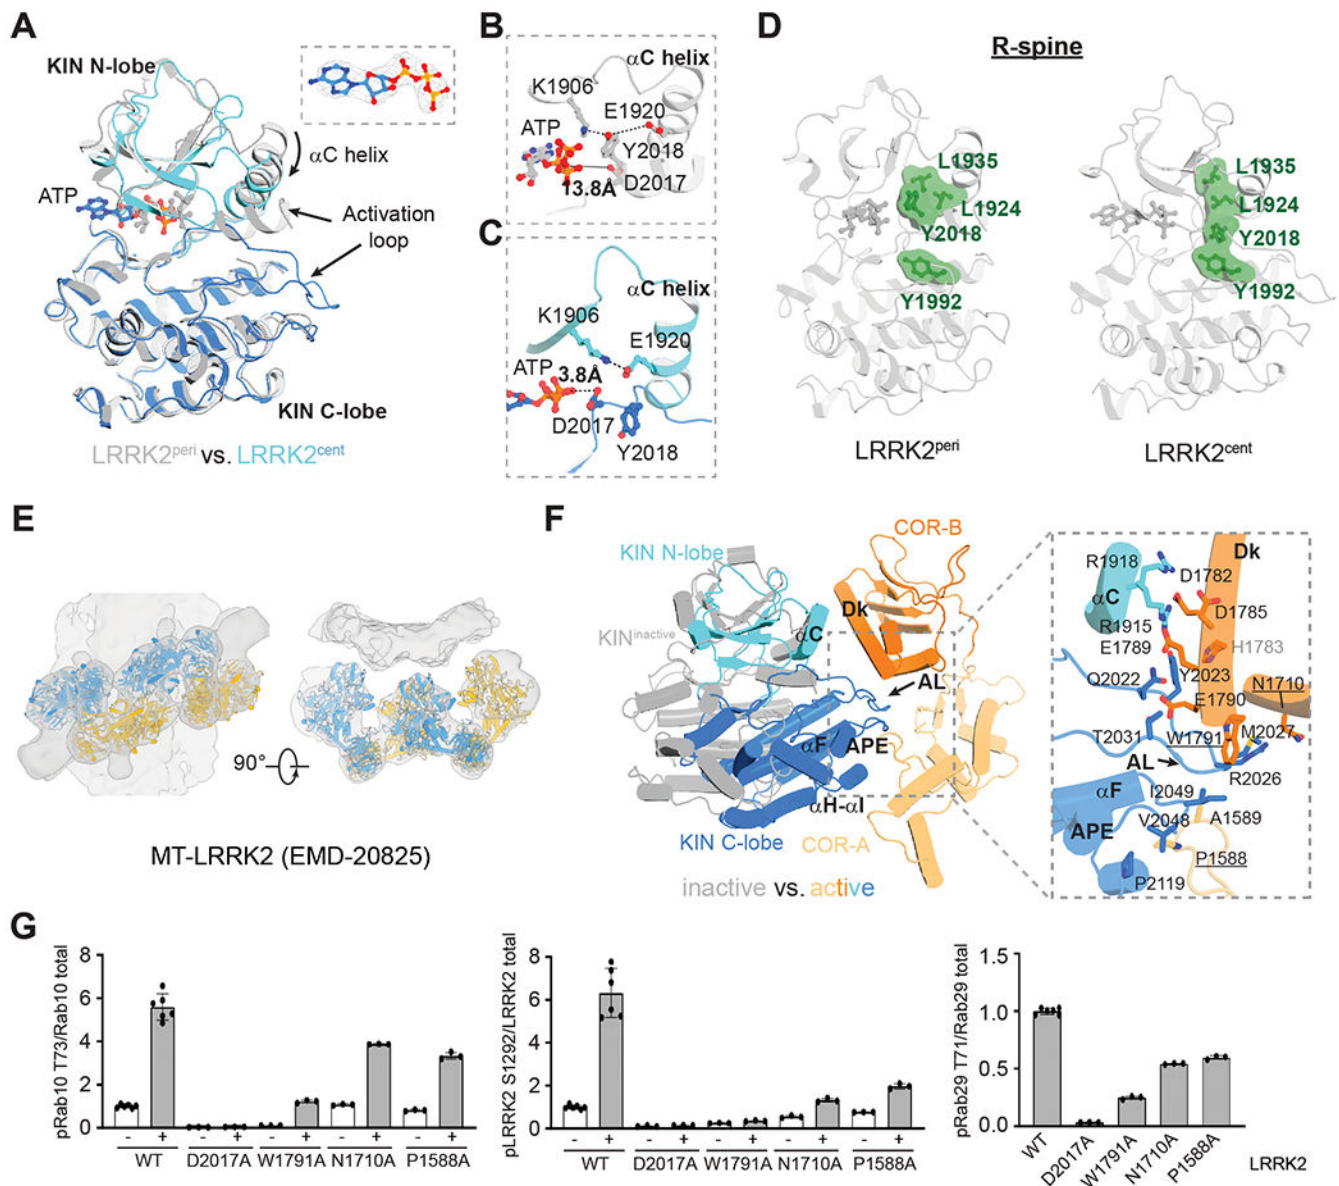 A
KIN N-lobe
αC helix
ATP
Activation
loop
KIN C-lobe
LRRK2peri vs. LRRK2cent
B
αC helix
K1906
E1920
ATP
Y2018
13.8Å
D2017
C
αC helix
K1906
E1920
ATP
3.8Å
D2017
Y2018
D
R-spine
L1935
L1924
Y2018
Y1992
LRRK2peri
L1935
L1924
Y2018
Y1992
LRRK2cent
E
90°
MT-LRRK2 (EMD-20825)
F
COR-B
KIN N-lobe
Dk
KINinactive
αC
AL
αF
APE
αH-αI
KIN C-lobe
COR-A
inactive vs. active
R1918
Dk
D1782
αC
D1785
R1915
E1789
H1783
Y2023
Q2022
N1710
E1790
T2031
W1791
M2027
AL
R2026
αF
I2049
A1589
APE
V2048
P1588
P2119
G
pRab10 T73/Rab10 total
8
6
4
2
0
- + - + - + - + - +
WT D2017A W1791A N1710A P1588A
pLRRK2 S1292/LRRK2 total
8
6
4
2
0
- + - + - + - + - +
WT D2017A W1791A N1710A P1588A
pRab29 T71/Rab29 total
1.0
0.5
0.0
WT D2017A W1791A N1710A P1588A
LRRK2